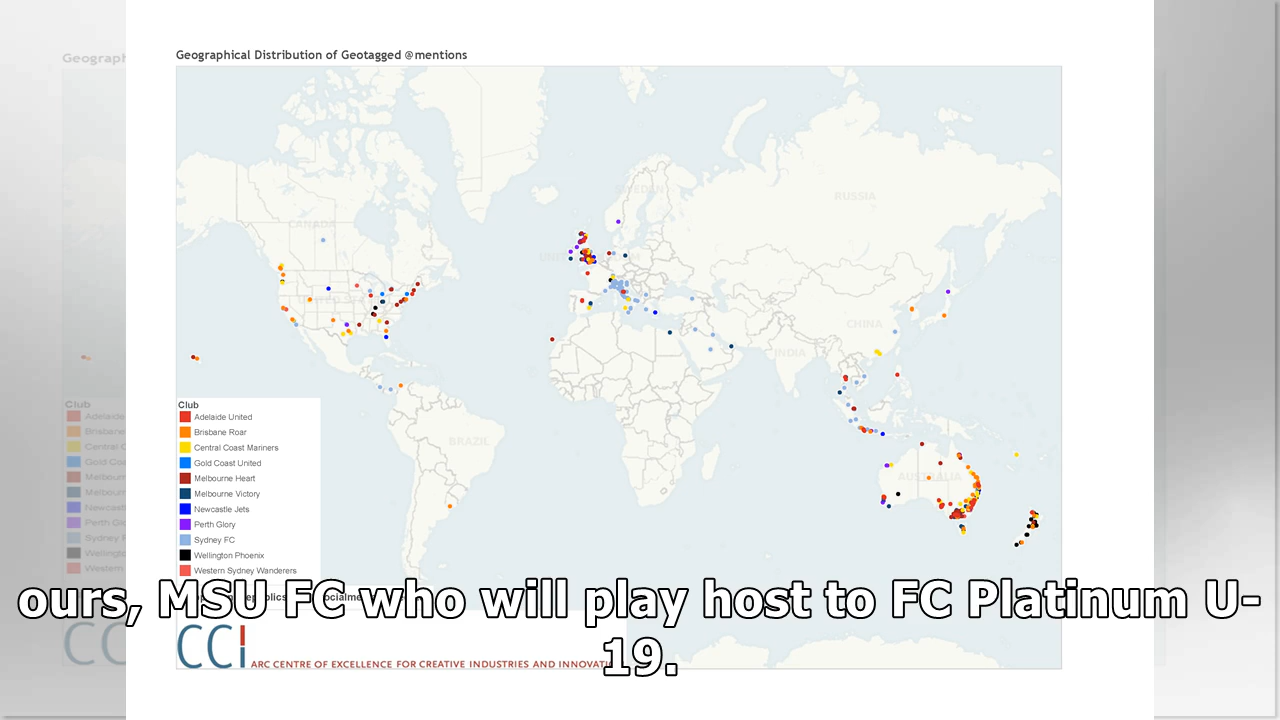 Geographical Distribution of Geotagged @mentions
SWEDEN
RUSSIA
CANADA
CHINA
INDIA
BRAZIL
AUSTRALIA
Club
Adelaide United
Brisbane Roar
Central Coast Mariners
Gold Coast United
Melbourne Heart
Melbourne Victory
Newcastle Jets
Perth Glory
Sydney FC
Wellington Phoenix
Western Sydney Wanderers
ours, MSU FC who will play host to FC Platinum U-
19.
CCI ARC CENTRE OF EXCELLENCE FOR CREATIVE INDUSTRIES AND INNOVATI